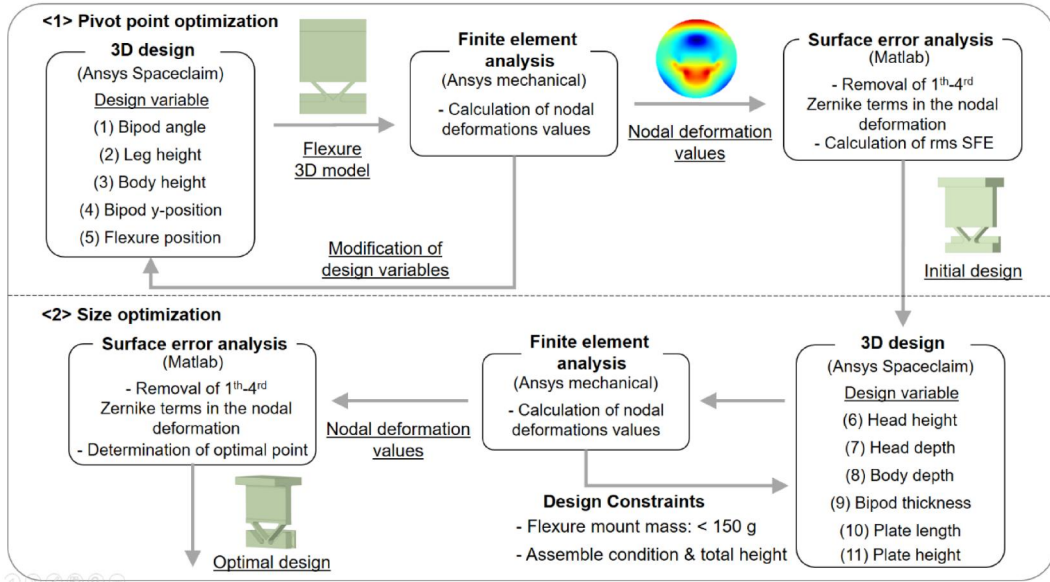 <1> Pivot point optimization
3D design
(Ansys Spaceclaim)
Design variable
(1) Bipod angle
(2) Leg height
(3) Body height
(4) Bipod y-position
(5) Flexure position
Flexure
3D model
Finite element
analysis
(Ansys mechanical)
- Calculation of nodal
deformations values
Modification of
design variables
Nodal deformation
values
Surface error analysis
(Matlab)
- Removal of 1th-4rd
Zernike terms in the nodal
deformation
- Calculation of rms SFE
Initial design
<2> Size optimization
3D design
(Ansys Spaceclaim)
Design variable
(6) Head height
(7) Head depth
(8) Body depth
(9) Bipod thickness
(10) Plate length
(11) Plate height
Finite element
analysis
(Ansys mechanical)
- Calculation of nodal
deformations values
Design Constraints
- Flexure mount mass: < 150 g
- Assemble condition & total height
Nodal deformation
values
Surface error analysis
(Matlab)
- Removal of 1th-4rd
Zernike terms in the nodal
deformation
- Determination of optimal point
Optimal design